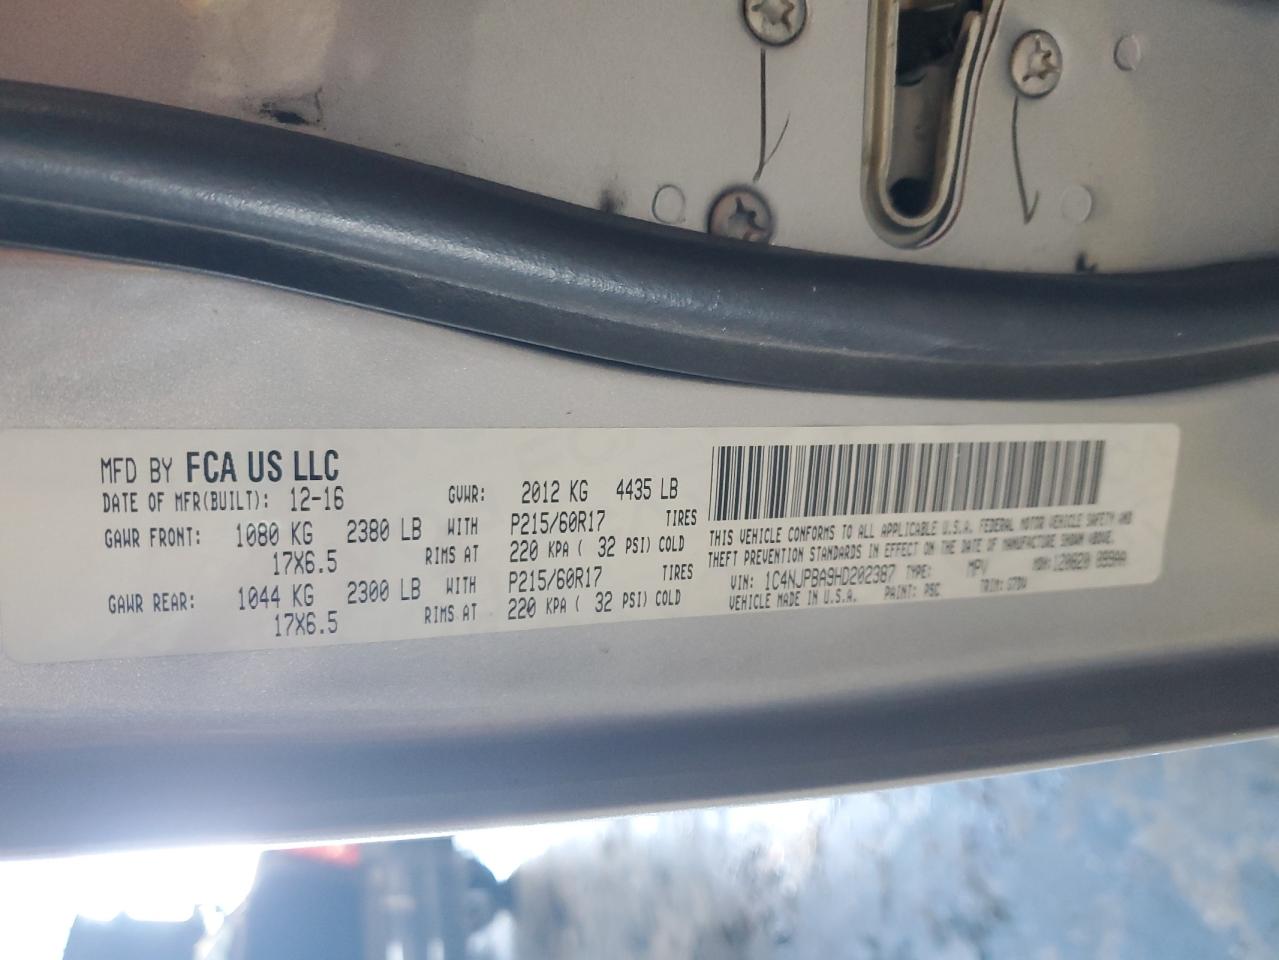 MFD BY FCA US LLC
DATE OF MFR(BUILT): 12-16 GVWR: 2012 KG 4435 LB
GAWR FRONT: 1080 KG 2380 LB WITH P215/60R17 TIRES
17X6.5 RIMS AT 220 KPA ( 32 PSI) COLD
GAWR REAR: 1044 KG 2300 LB WITH P215/60R17 TIRES
17X6.5 RIMS AT 220 KPA ( 32 PSI) COLD
THIS VEHICLE CONFORMS TO ALL APPLICABLE U.S.A. FEDERAL MOTOR VEHICLE SAFETY AND
THEFT PREVENTION STANDARDS IN EFFECT ON THE DATE OF MANUFACTURE SHOWN ABOVE.
VIN: 1C4NJPBA9HD202387 TYPE: MPV MDH: 120620
VEHICLE MADE IN U.S.A. PAINT: PSC TRIM: